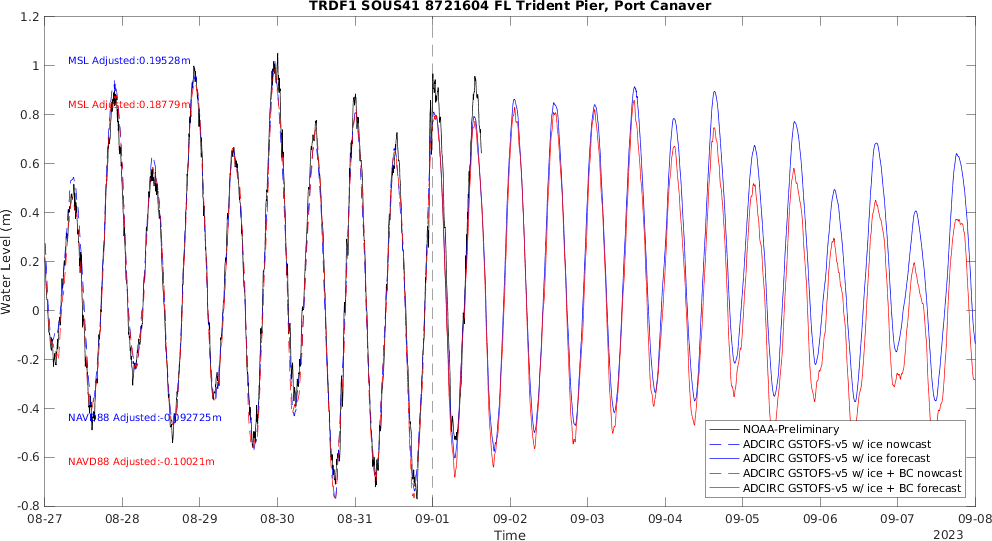 TRDF1 SOUS41 8721604 FL Trident Pier, Port Canaver
MSL Adjusted:0.19528m
MSL Adjusted:0.18779m
NAVD88 Adjusted:-0.092725m
NAVD88 Adjusted:-0.10021m
Water Level (m)
1.2
1
0.8
0.6
0.4
0.2
0
-0.2
-0.4
-0.6
-0.8
NOAA-Preliminary
ADCIRC GSTOFS-v5 w/ ice nowcast
ADCIRC GSTOFS-v5 w/ ice forecast
ADCIRC GSTOFS-v5 w/ ice + BC nowcast
ADCIRC GSTOFS-v5 w/ ice + BC forecast
08-27 08-28 08-29 08-30 08-31 09-01 09-02 09-03 09-04 09-05 09-06 09-07 09-08
Time
2023